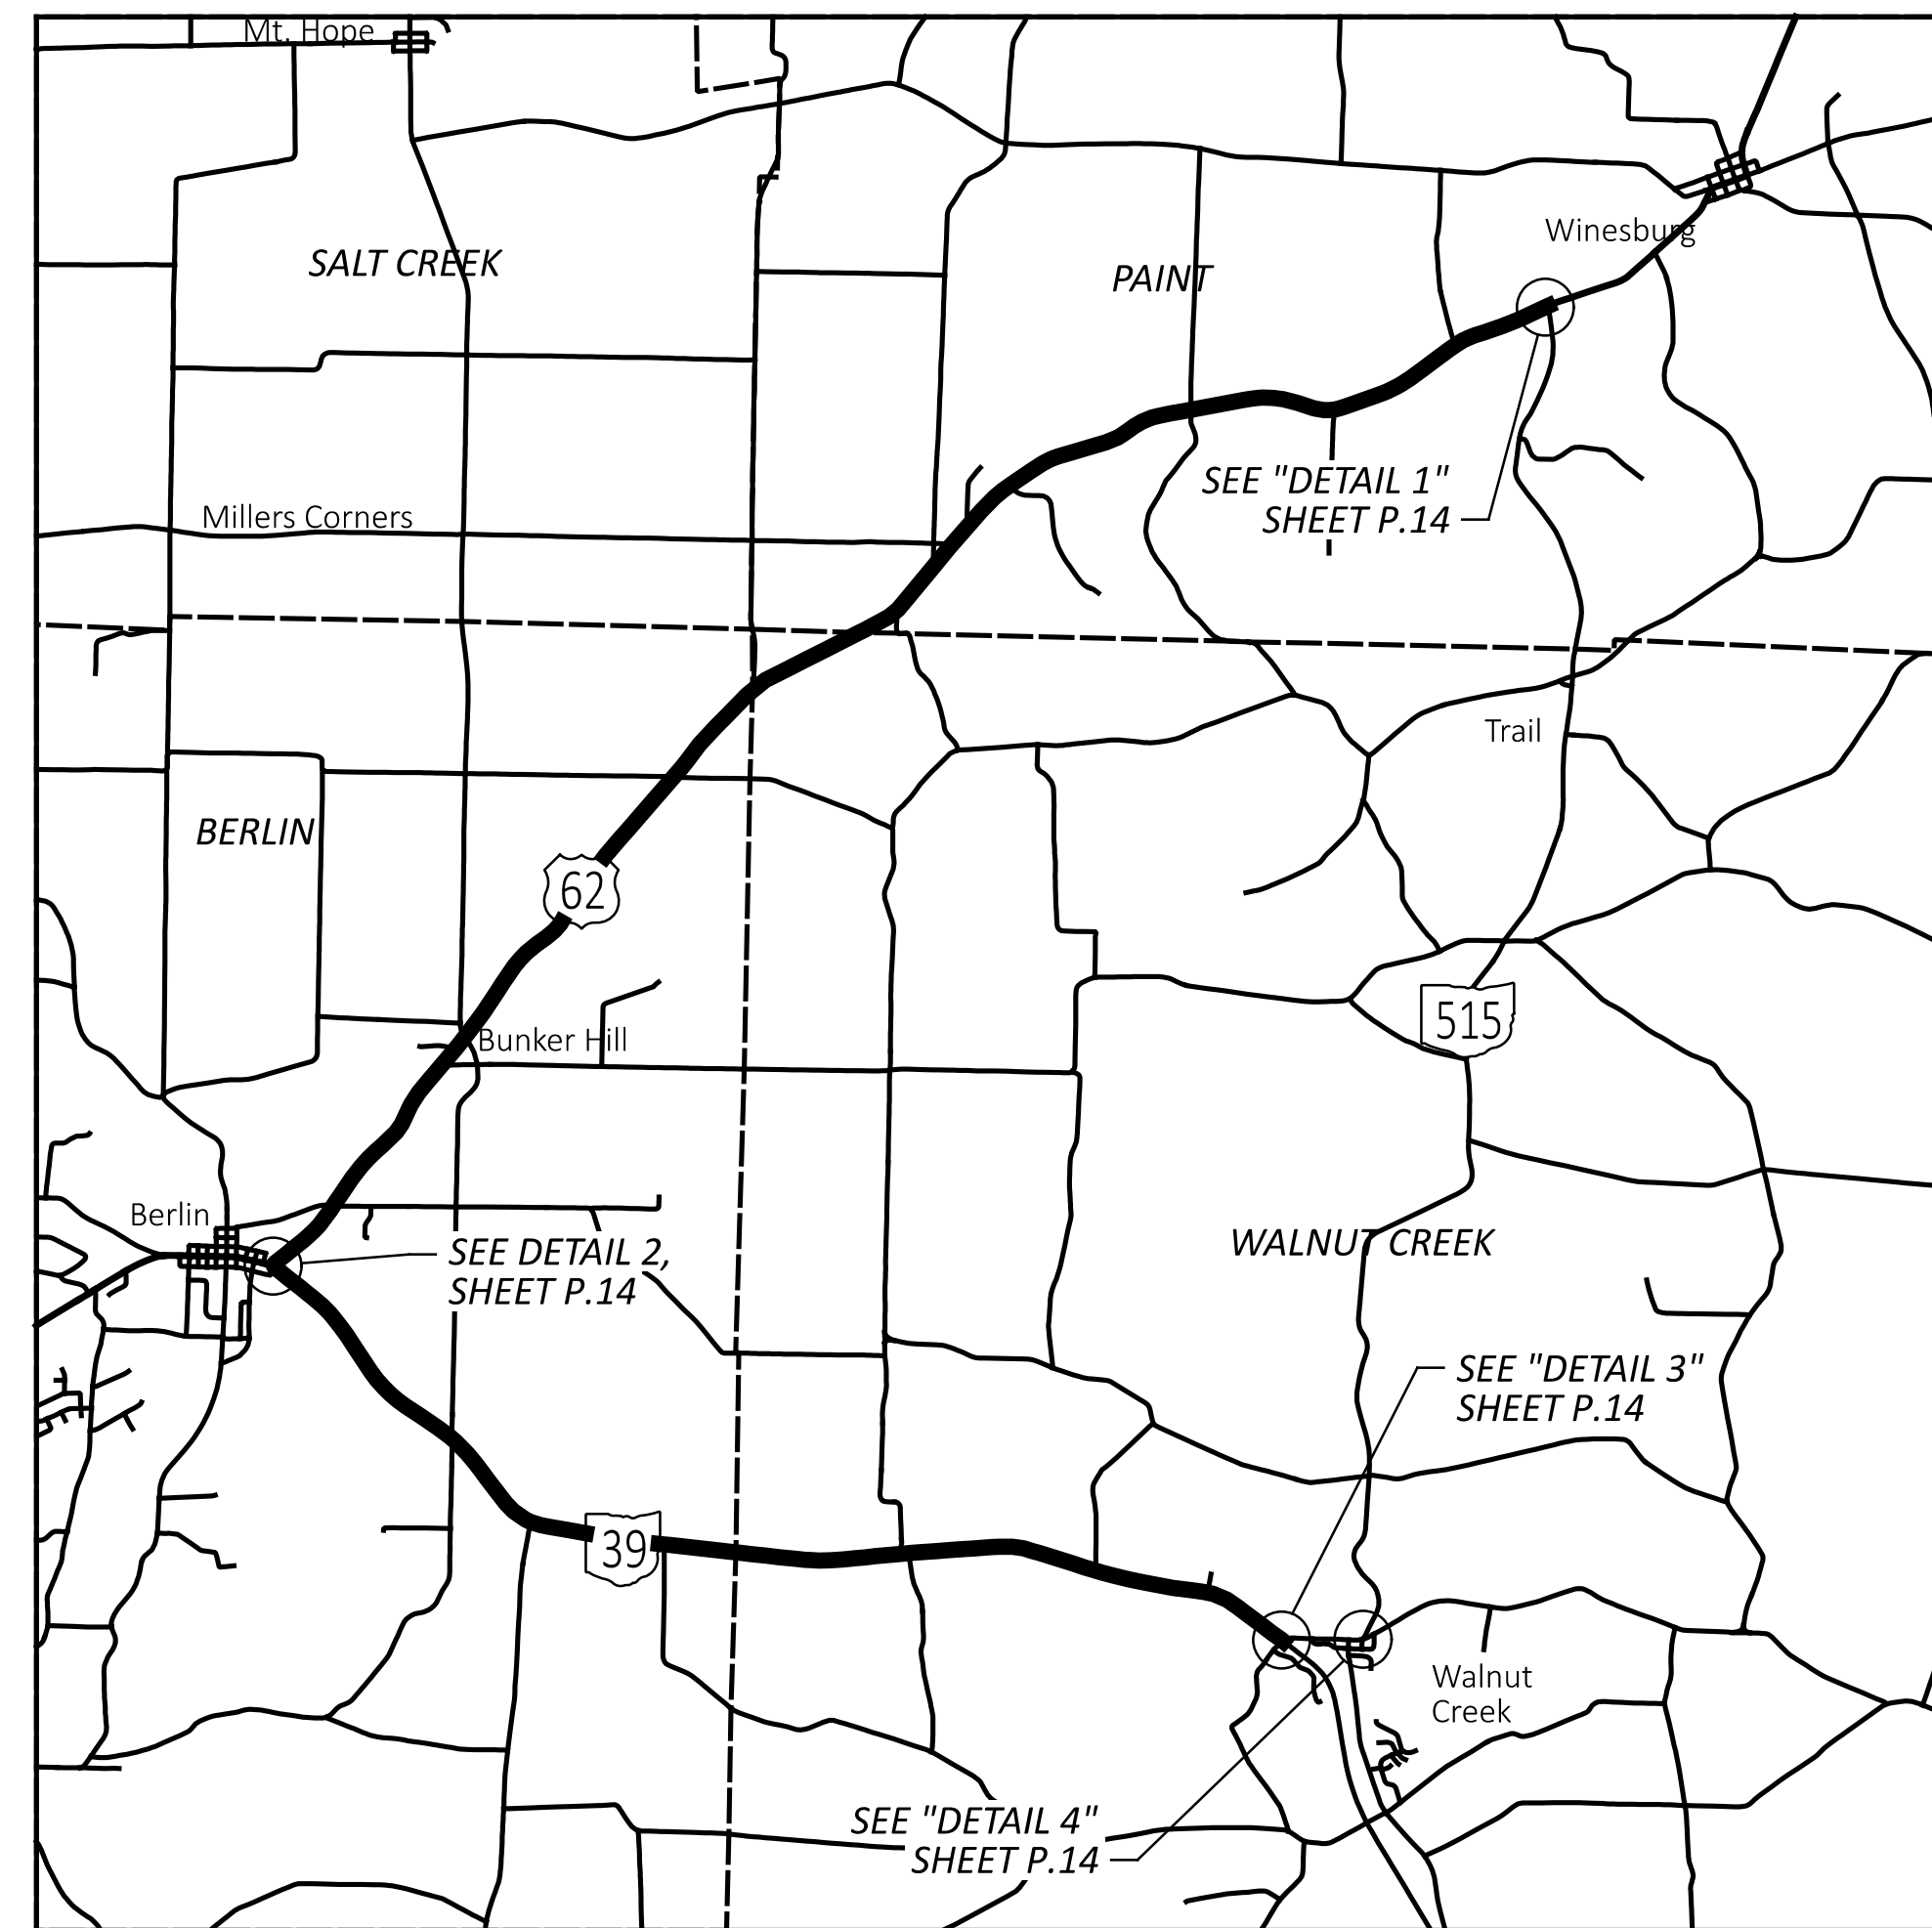 Mt. Hope
Winesburg
SALT CREEK
PAINT
SEE "DETAIL 1"
SHEET P.14
Millers Corners
Trail
BERLIN
62
515
Bunker Hill
Berlin
SEE DETAIL 2,
SHEET P.14
WALNUT CREEK
SEE "DETAIL 3"
SHEET P.14
39
Walnut
Creek
SEE "DETAIL 4"
SHEET P.14